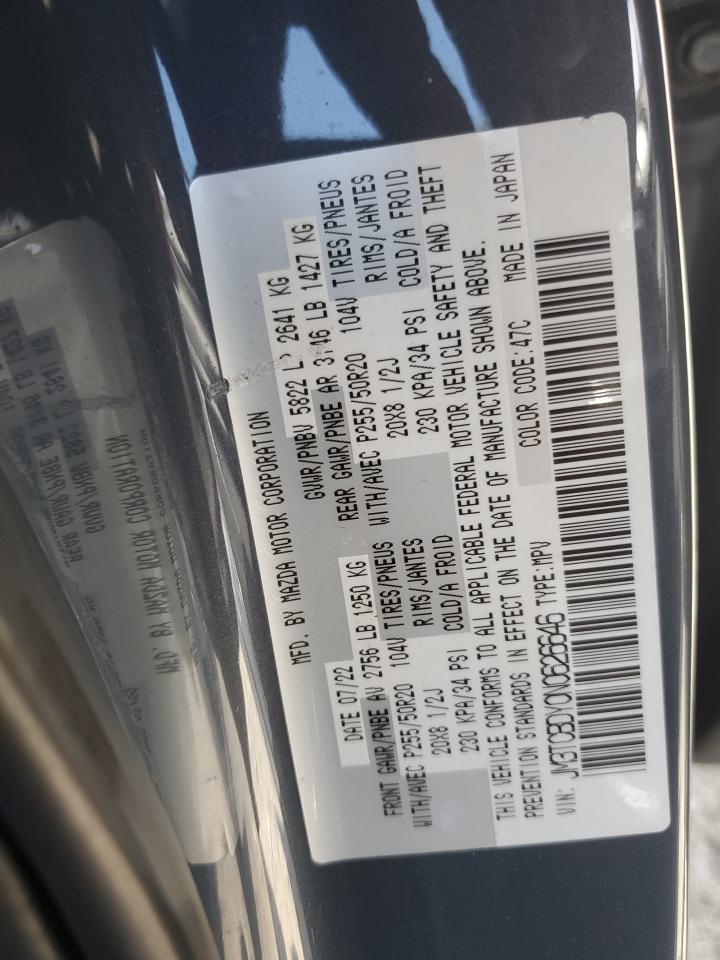 MFD. BY MAZDA MOTOR CORPORATION
DATE 07/22 GVWR/PNBV 5822 LB 2641 KG
FRONT GAWR/PNBE AV 2756 LB 1250 KG REAR GAWR/PNBE AR 3146 LB 1427 KG
WITH/AVEC P255/50R20 104V TIRES/PNEUS WITH/AVEC P255/50R20 104V TIRES/PNEUS
20X8 1/2J RIMS/JANTES 20X8 1/2J RIMS/JANTES
230 KPA/34 PSI COLD/A FROID 230 KPA/34 PSI COLD/A FROID
THIS VEHICLE CONFORMS TO ALL APPLICABLE FEDERAL MOTOR VEHICLE SAFETY AND THEFT
PREVENTION STANDARDS IN EFFECT ON THE DATE OF MANUFACTURE SHOWN ABOVE.
VIN: JM3TCBDY0N0626646 TYPE:MPV COLOR CODE:47C MADE IN JAPAN